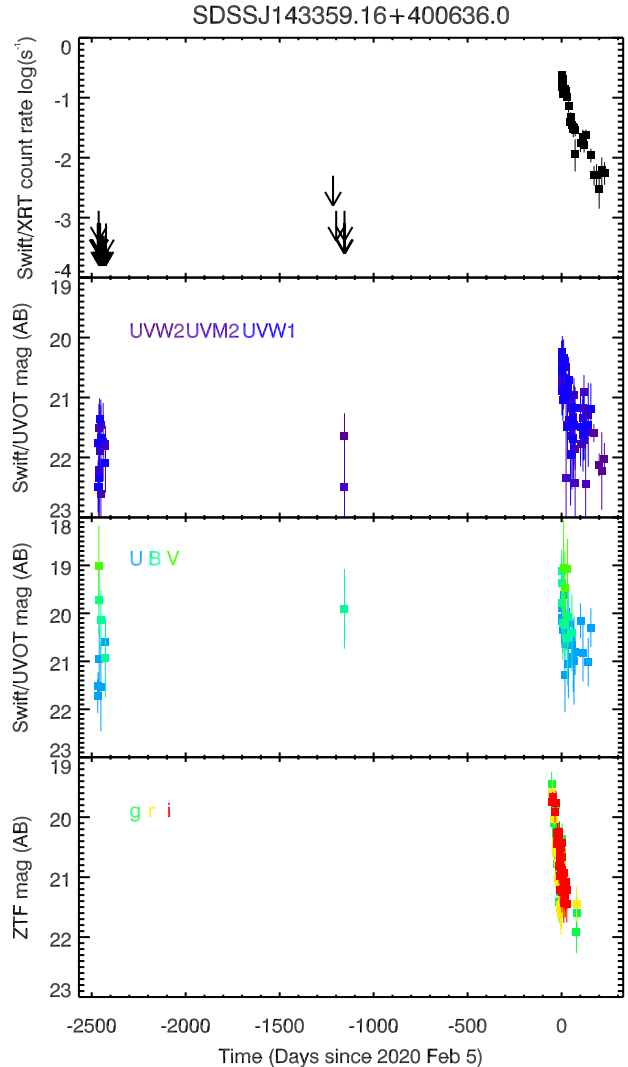 SDSSJ143359.16+400636.0
Swift/XRT count rate log(s⁻¹)
0
-1
-2
-3
-4
Swift/UVOT mag (AB)
19
20
21
22
23
UVW2 UVM2 UVW1
Swift/UVOT mag (AB)
18
19
20
21
22
23
U B V
ZTF mag (AB)
19
20
21
22
23
g r i
-2500 -2000 -1500 -1000 -500 0
Time (Days since 2020 Feb 5)